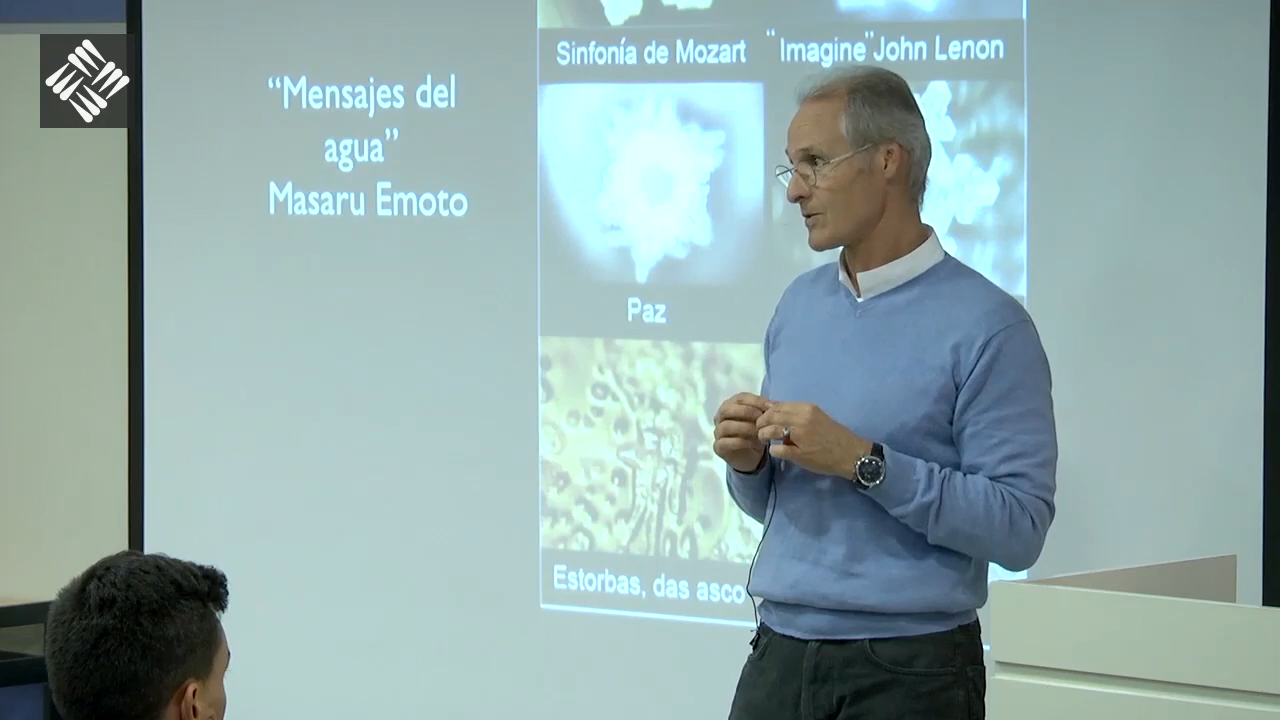 “Mensajes del
agua”
Masaru Emoto
Sinfonía de Mozart
“Imagine” John Lenon
Paz
Estorbas, das asco